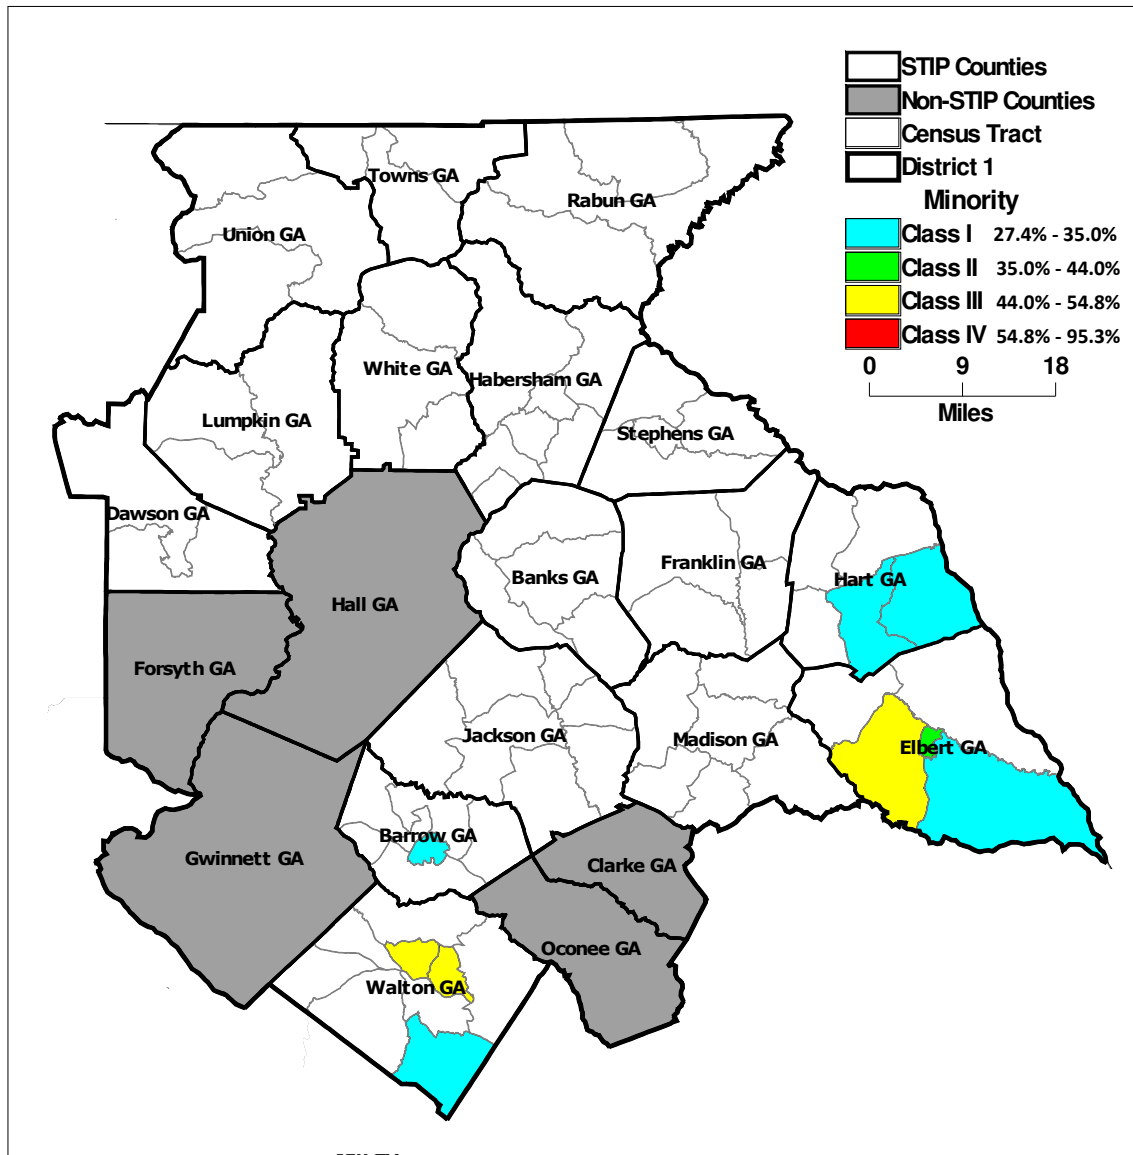 STIP Counties
Non-STIP Counties
Census Tract
District 1
Minority
Class I 27.4% - 35.0%
Class II 35.0% - 44.0%
Class III 44.0% - 54.8%
Class IV 54.8% - 95.3%
0 9 18
Miles
Towns GA
Rabun GA
Union GA
White GA
Habersham GA
Lumpkin GA
Stephens GA
Dawson GA
Franklin GA
Banks GA
Hart GA
Hall GA
Forsyth GA
Jackson GA
Madison GA
Elbert GA
Barrow GA
Gwinnett GA
Clarke GA
Oconee GA
Walton GA